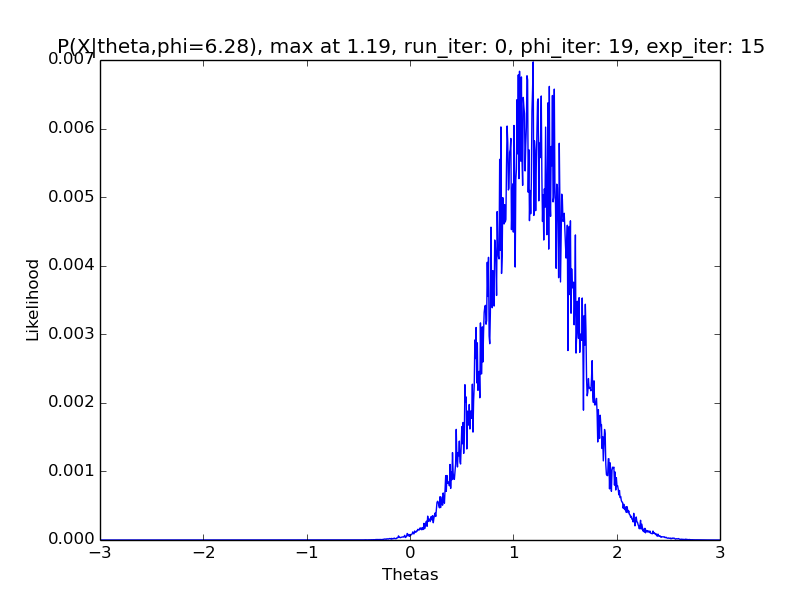 P(X|theta,phi=6.28), max at 1.19, run_iter: 0, phi_iter: 19, exp_iter: 15
0.007
0.006
0.005
0.004
0.003
0.002
0.001
0.000
Likelihood
−3 −2 −1 0 1 2 3
Thetas